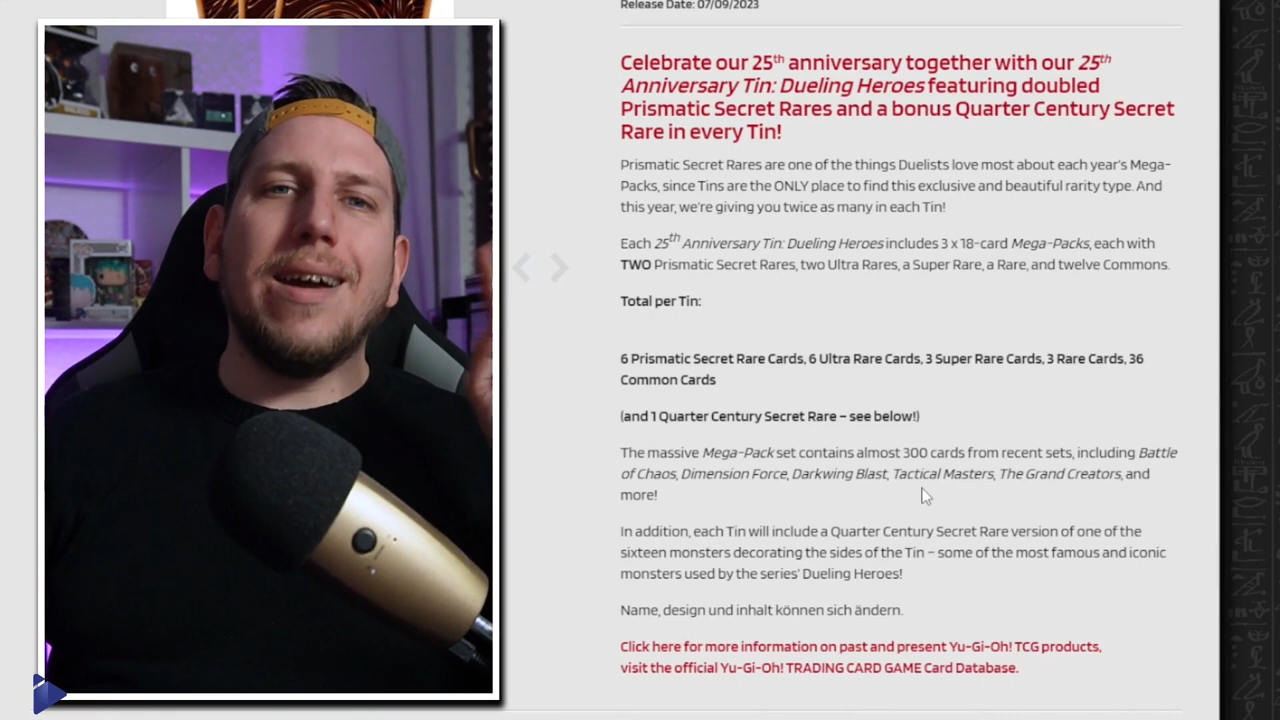 Release Date: 07/09/2023
Celebrate our 25th anniversary together with our 25th
Anniversary Tin: Dueling Heroes featuring doubled
Prismatic Secret Rares and a bonus Quarter Century Secret
Rare in every Tin!
Prismatic Secret Rares are one of the things Duelists love most about each year's Mega-
Packs, since Tins are the ONLY place to find this exclusive and beautiful rarity type. And
this year, we're giving you twice as many in each Tin!
Each 25th Anniversary Tin: Dueling Heroes includes 3 x 18-card Mega-Packs, each with
TWO Prismatic Secret Rares, two Ultra Rares, a Super Rare, a Rare, and twelve Commons.
Total per Tin:
6 Prismatic Secret Rare Cards, 6 Ultra Rare Cards, 3 Super Rare Cards, 3 Rare Cards, 36
Common Cards
(and 1 Quarter Century Secret Rare – see below!)
The massive Mega-Pack set contains almost 300 cards from recent sets, including Battle
of Chaos, Dimension Force, Darkwing Blast, Tactical Masters, The Grand Creators, and
more!
In addition, each Tin will include a Quarter Century Secret Rare version of one of the
sixteen monsters decorating the sides of the Tin – some of the most famous and iconic
monsters used by the series' Dueling Heroes!
Name, design und inhalt können sich ändern.
Click here for more information on past and present Yu-Gi-Oh! TCG products,
visit the official Yu-Gi-Oh! TRADING CARD GAME Card Database.